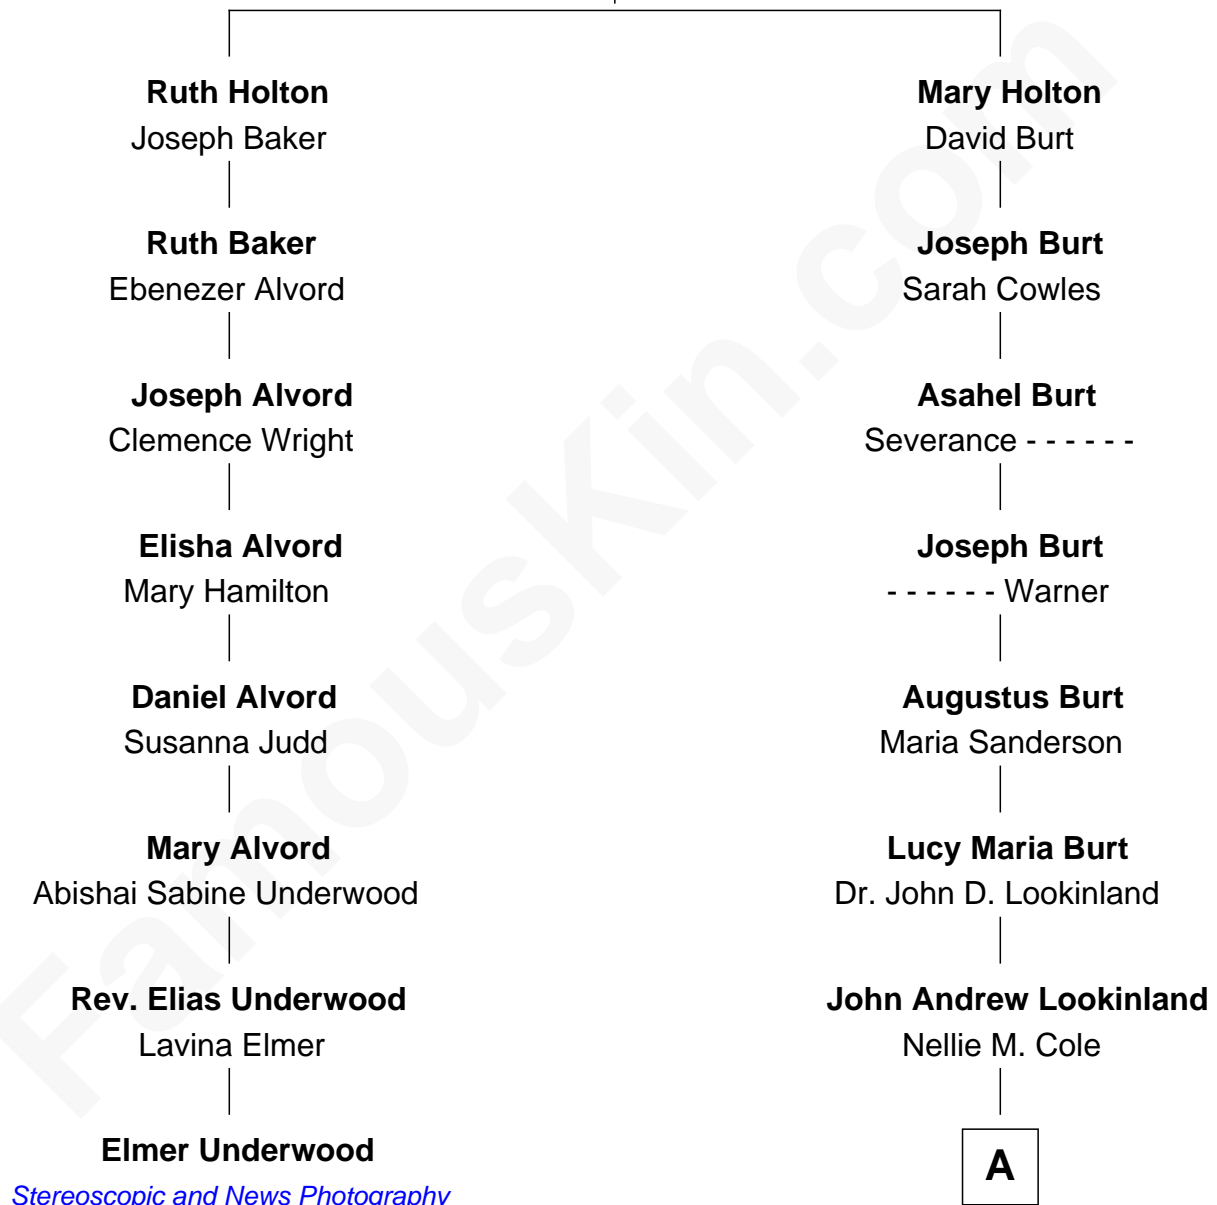 Ruth Holton
Joseph Baker
Ruth Baker
Ebenezer Alvord
Joseph Alvord
Clemence Wright
Elisha Alvord
Mary Hamilton
Daniel Alvord
Susanna Judd
Mary Alvord
Abishai Sabine Underwood
Rev. Elias Underwood
Lavina Elmer
Elmer Underwood
Stereoscopic and News Photography
Mary Holton
David Burt
Joseph Burt
Sarah Cowles
Asahel Burt
Severance - - - - - -
Joseph Burt
- - - - - - Warner
Augustus Burt
Maria Sanderson
Lucy Maria Burt
Dr. John D. Lookinland
John Andrew Lookinland
Nellie M. Cole
A
FamousKin.com